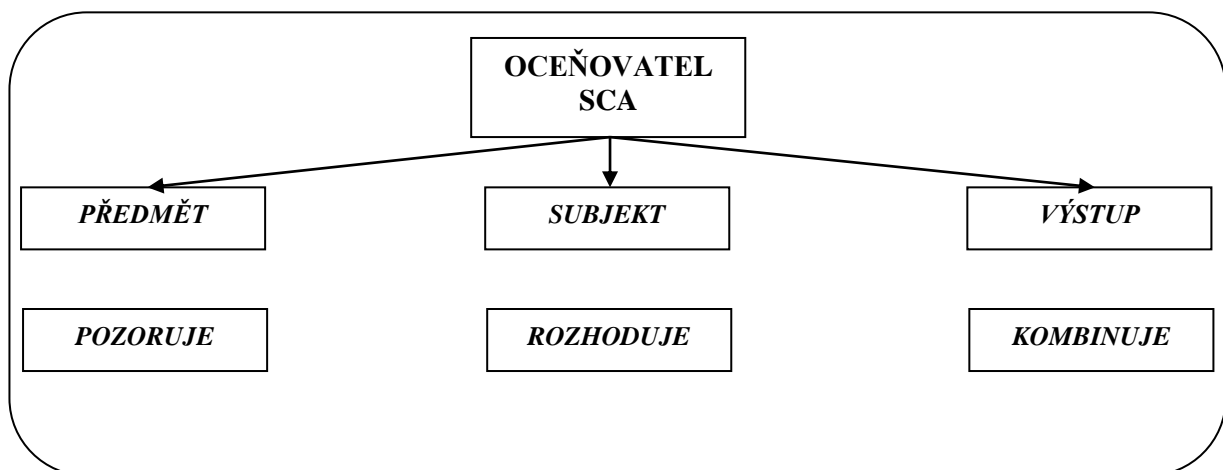 OCEŇOVATEL
SCA
PŘEDMĚT
SUBJEKT
VÝSTUP
POZORUJE
ROZHODUJE
KOMBINUJE